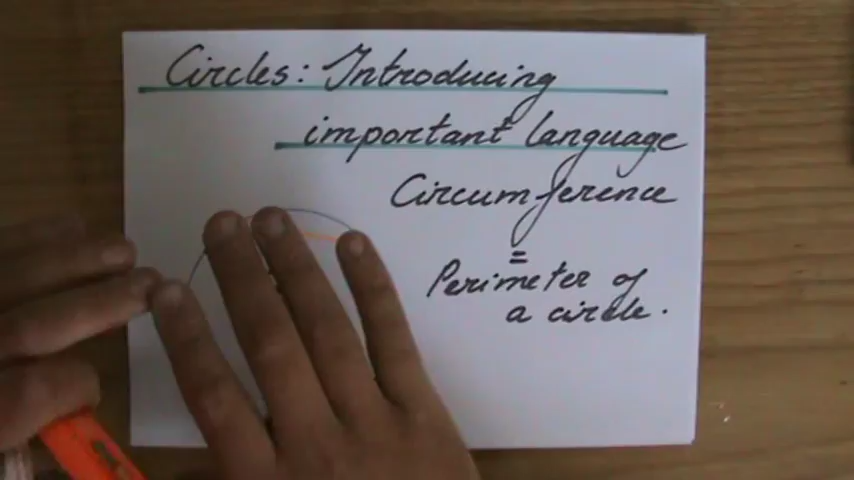 Circles: Introducing
important language
Circumference
=
Perimeter of
a circle.